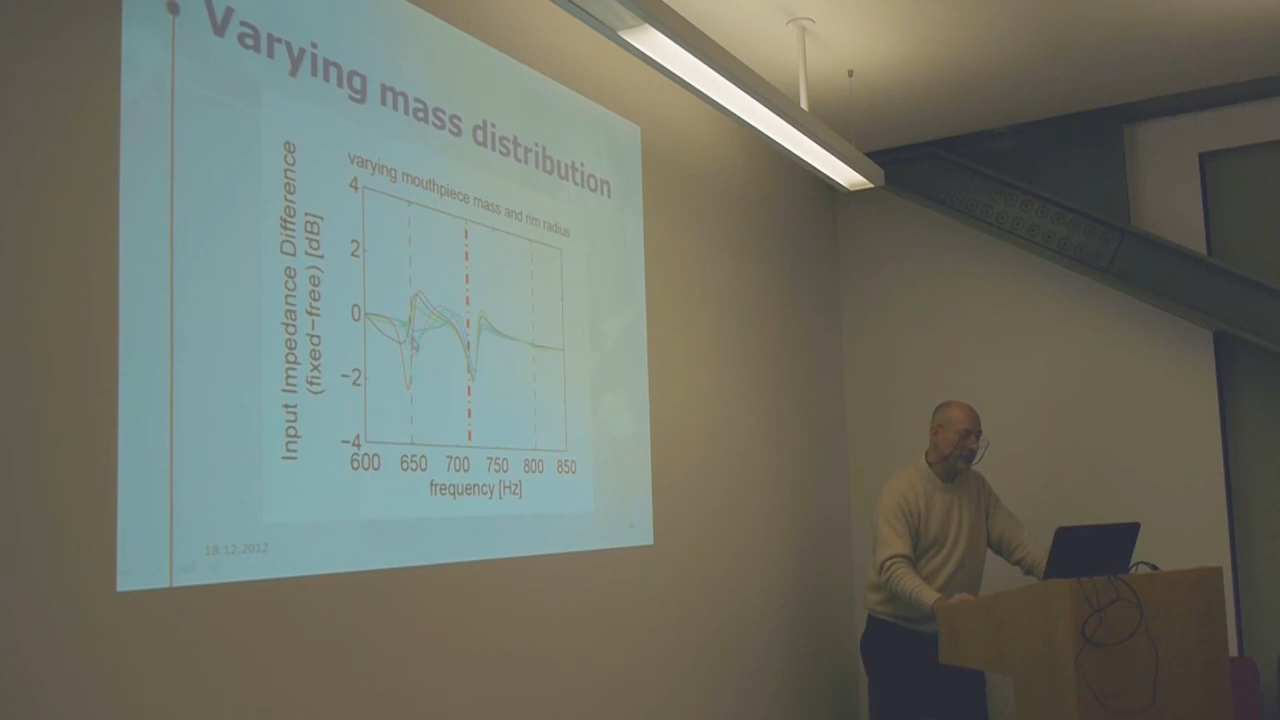 Varying mass distribution
varying mouthpiece mass and rim radius
Input Impedance Difference
(fixed-free) [dB]
4
2
0
-2
-4
600 650 700 750 800 850
frequency [Hz]
18.12.2012